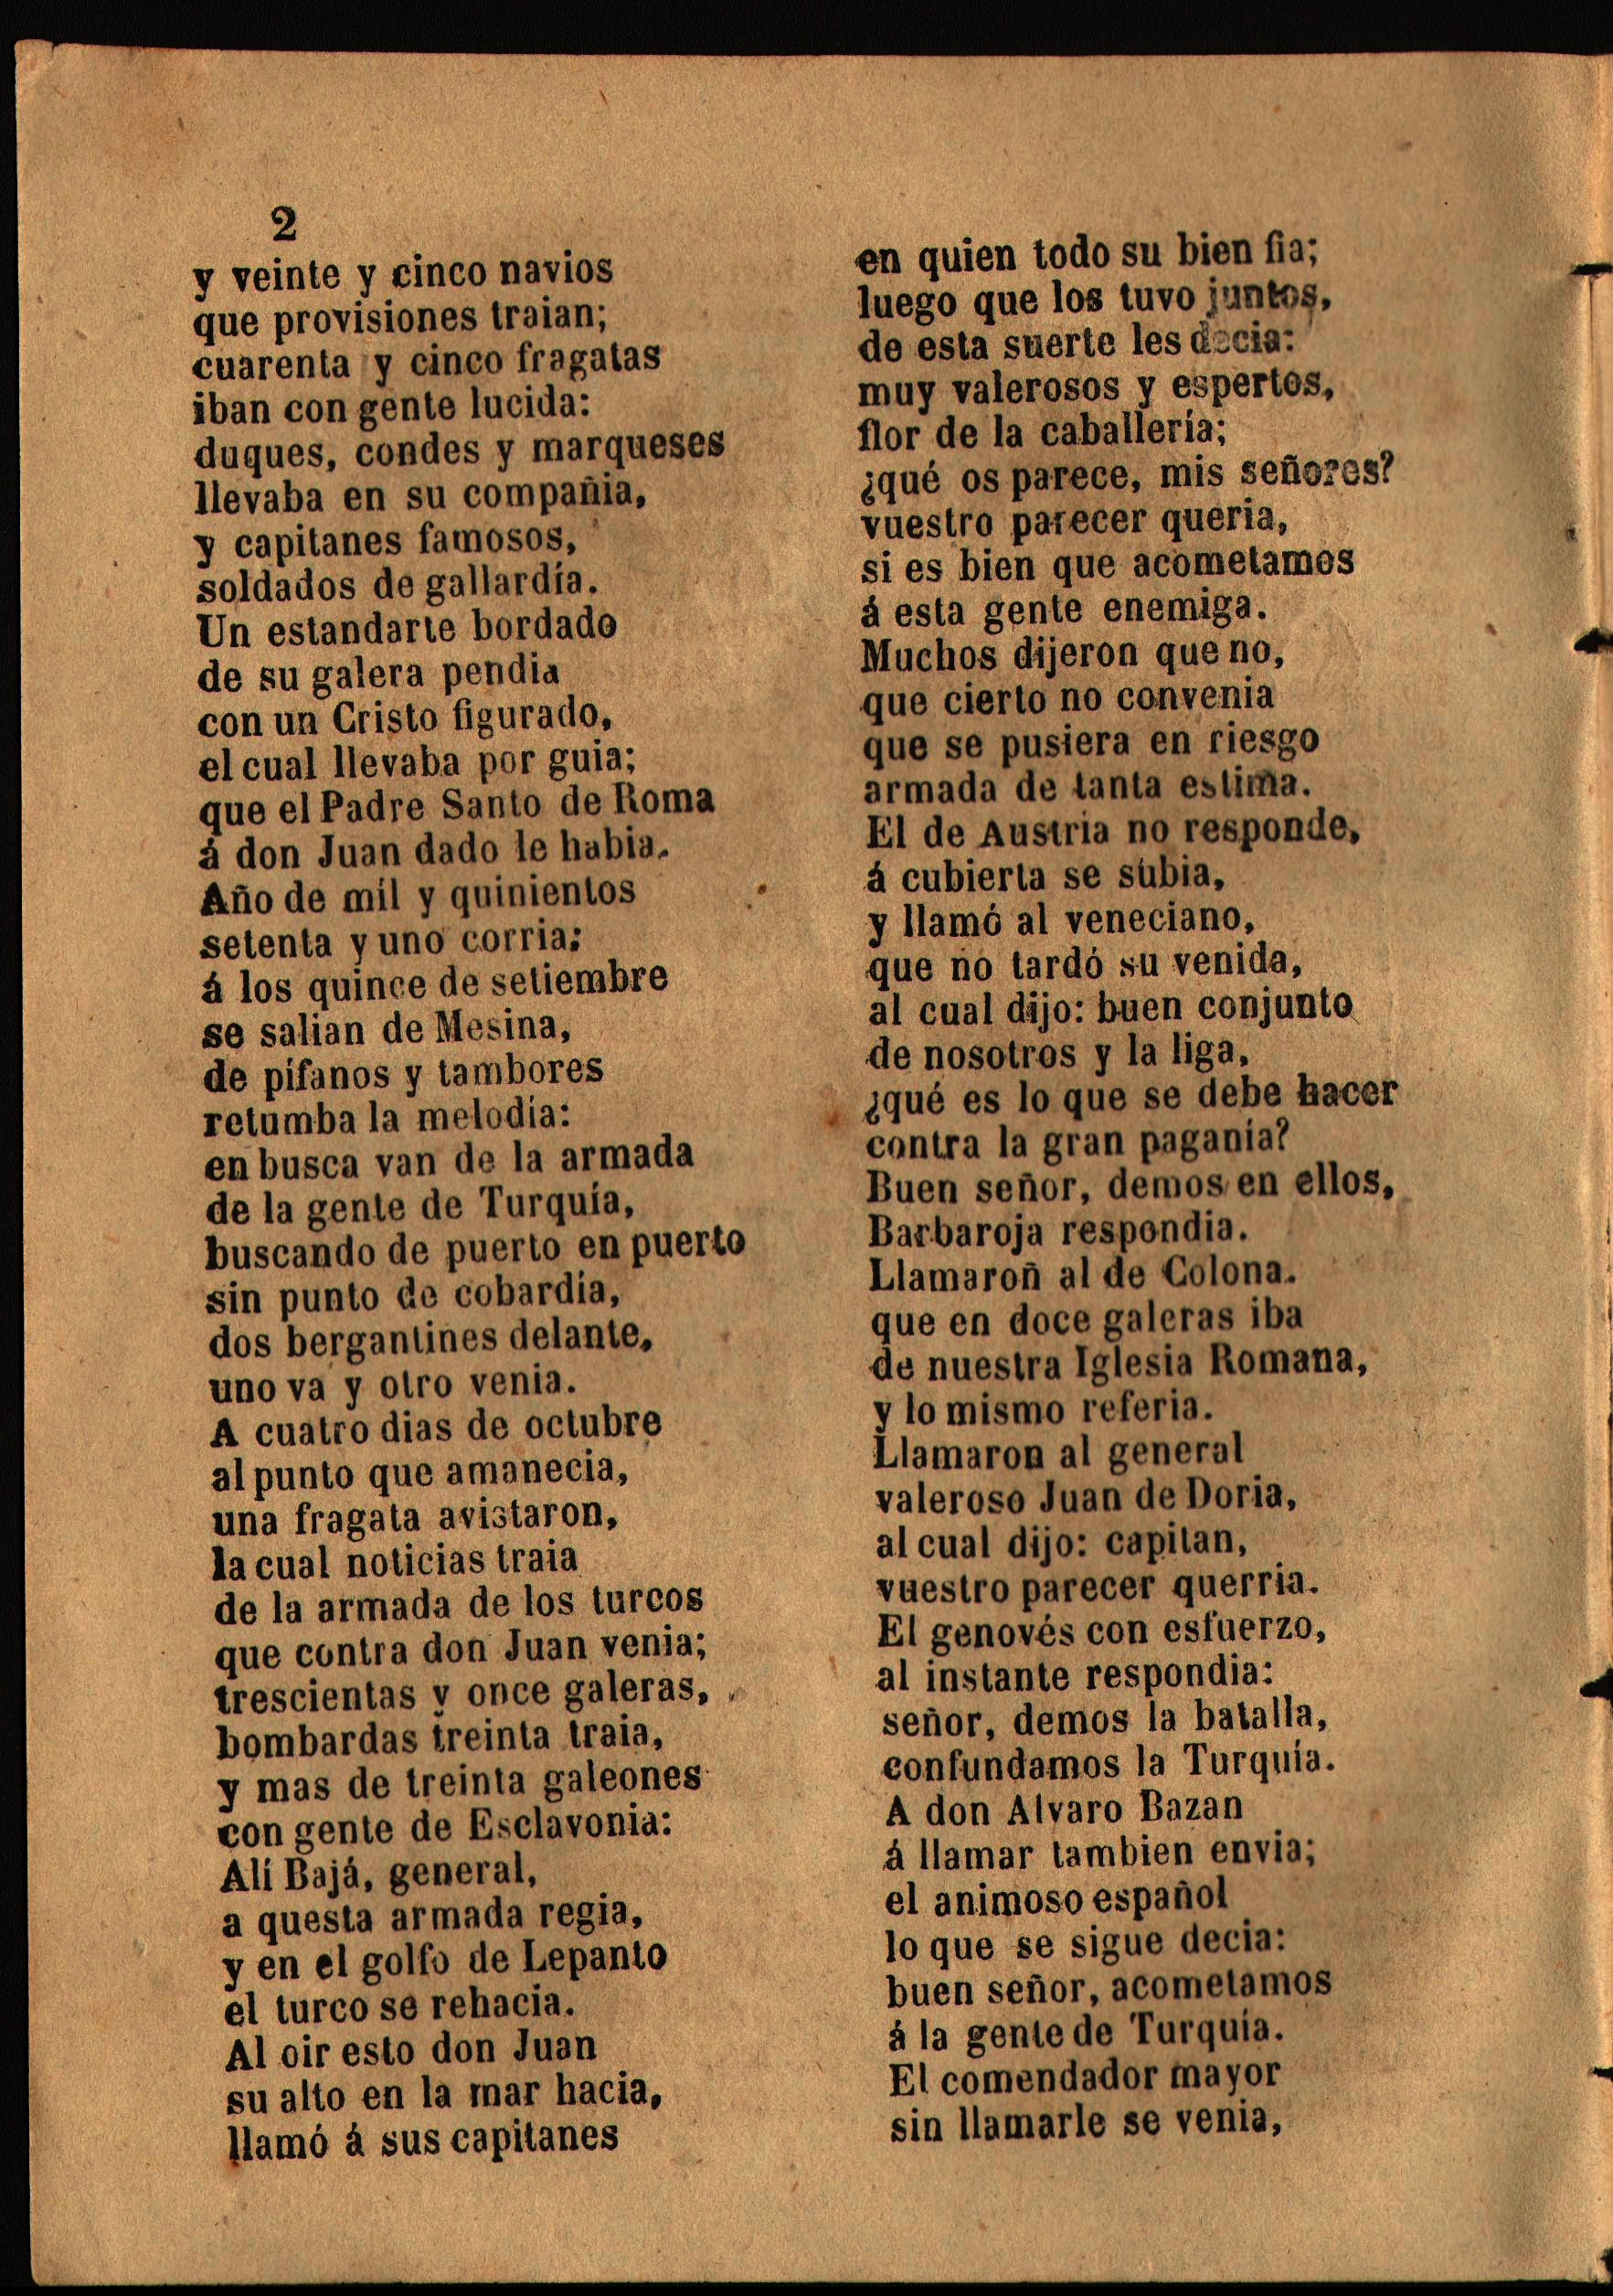 2
y veinte y cinco navios
que provisiones traian;
cuarenta y cinco fragatas
iban con gente lucida:
duques, condes y marqueses
llevaba en su compañia,
y capitanes famosos,
soldados de gallardía.
Un estandarte bordado
de su galera pendia
con un Cristo figurado,
el cual llevaba por guia;
que el Padre Santo de Roma
á don Juan dado le habia.
Año de mil y quinientos
setenta y uno corria:
á los quince de setiembre
se salian de Mesina,
de pífanos y tambores
retumba la melodía:
en busca van de la armada
de la gente de Turquía,
buscando de puerto en puerto
sin punto de cobardía,
dos bergantines delante,
uno va y otro venia.
A cuatro dias de octubre
al punto que amanecia,
una fragata avistaron,
la cual noticias traia
de la armada de los turcos
que contra don Juan venia;
trescientas y once galeras,
bombardas treinta traia,
y mas de treinta galeones
con gente de Esclavonia:
Alí Bajá, general,
a questa armada regia,
y en el golfo de Lepanto
el turco se rehacia.
Al oir esto don Juan
su alto en la mar hacia,
llamó á sus capitanes
en quien todo su bien fia;
luego que los tuvo juntos,
de esta suerte les decia:
muy valerosos y espertos,
flor de la caballería;
¿qué os parece, mis señores?
vuestro parecer queria,
si es bien que acometamos
á esta gente enemiga.
Muchos dijeron que no,
que cierto no convenia
que se pusiera en riesgo
armada de tanta estima.
El de Austria no responde,
á cubierta se subia,
y llamó al veneciano,
que no tardó su venida,
al cual dijo: buen conjunto
de nosotros y la liga,
¿qué es lo que se debe hacer
contra la gran pagania?
Buen señor, demos en ellos,
Barbaroja respondia.
Llamaroñ al de Colona.
que en doce galeras iba
de nuestra Iglesia Romana,
y lo mismo referia.
Llamaron al general
valeroso Juan de Doria,
al cual dijo: capitan,
vuestro parecer querria.
El genovés con esfuerzo,
al instante respondia:
señor, demos la batalla,
confundamos la Turquía.
A don Alvaro Bazan
á llamar tambien envia;
el animoso español
lo que se sigue decia:
buen señor, acometamos
á la gente de Turquía.
El comendador mayor
sin llamarle se venia,